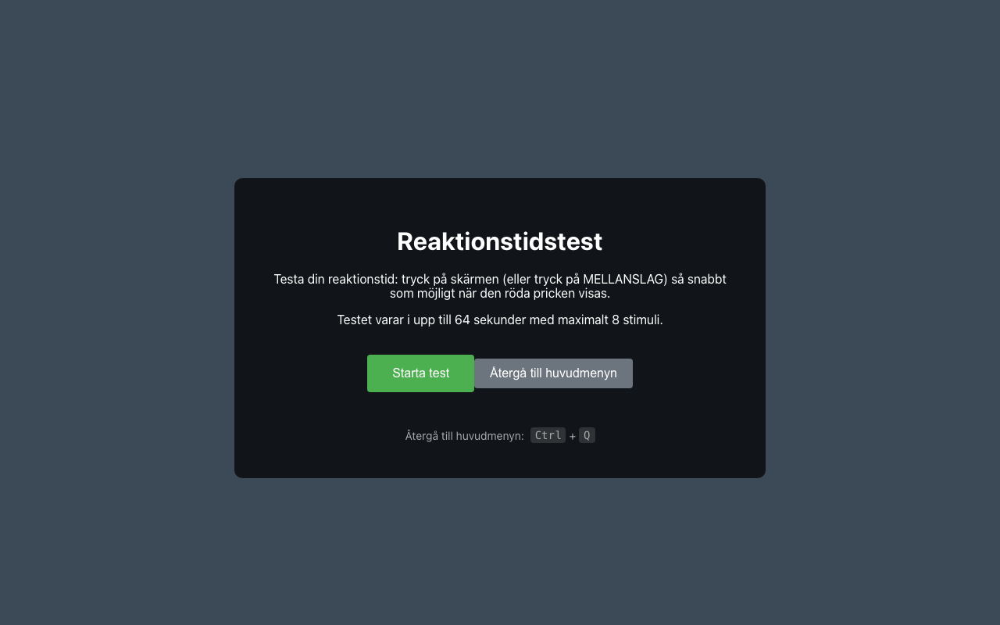 Reaktionstidstest
Testa din reaktionstid: tryck på skärmen (eller tryck på MELLANSLAG) så snabbt
som möjligt när den röda pricken visas.
Testet varar i upp till 64 sekunder med maximalt 8 stimuli.
Starta test
Återgå till huvudmenyn
Återgå till huvudmenyn: Ctrl + Q